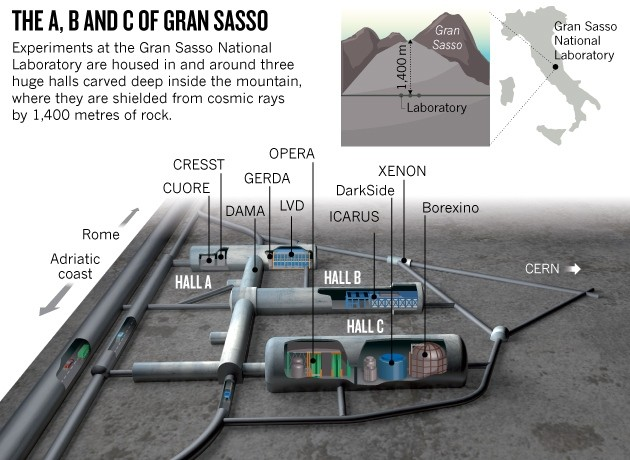 THE A, B AND C OF GRAN SASSO
Experiments at the Gran Sasso National
Laboratory are housed in and around three
huge halls carved deep inside the mountain,
where they are shielded from cosmic rays
by 1,400 metres of rock.
Gran
Sasso
1,400 m
Laboratory
Gran Sasso
National
Laboratory
OPERA
CRESST
XENON
GERDA
CUORE
DarkSide
DAMA
LVD
ICARUS
Borexino
Rome
Adriatic
coast
CERN
HALL A
HALL B
HALL C